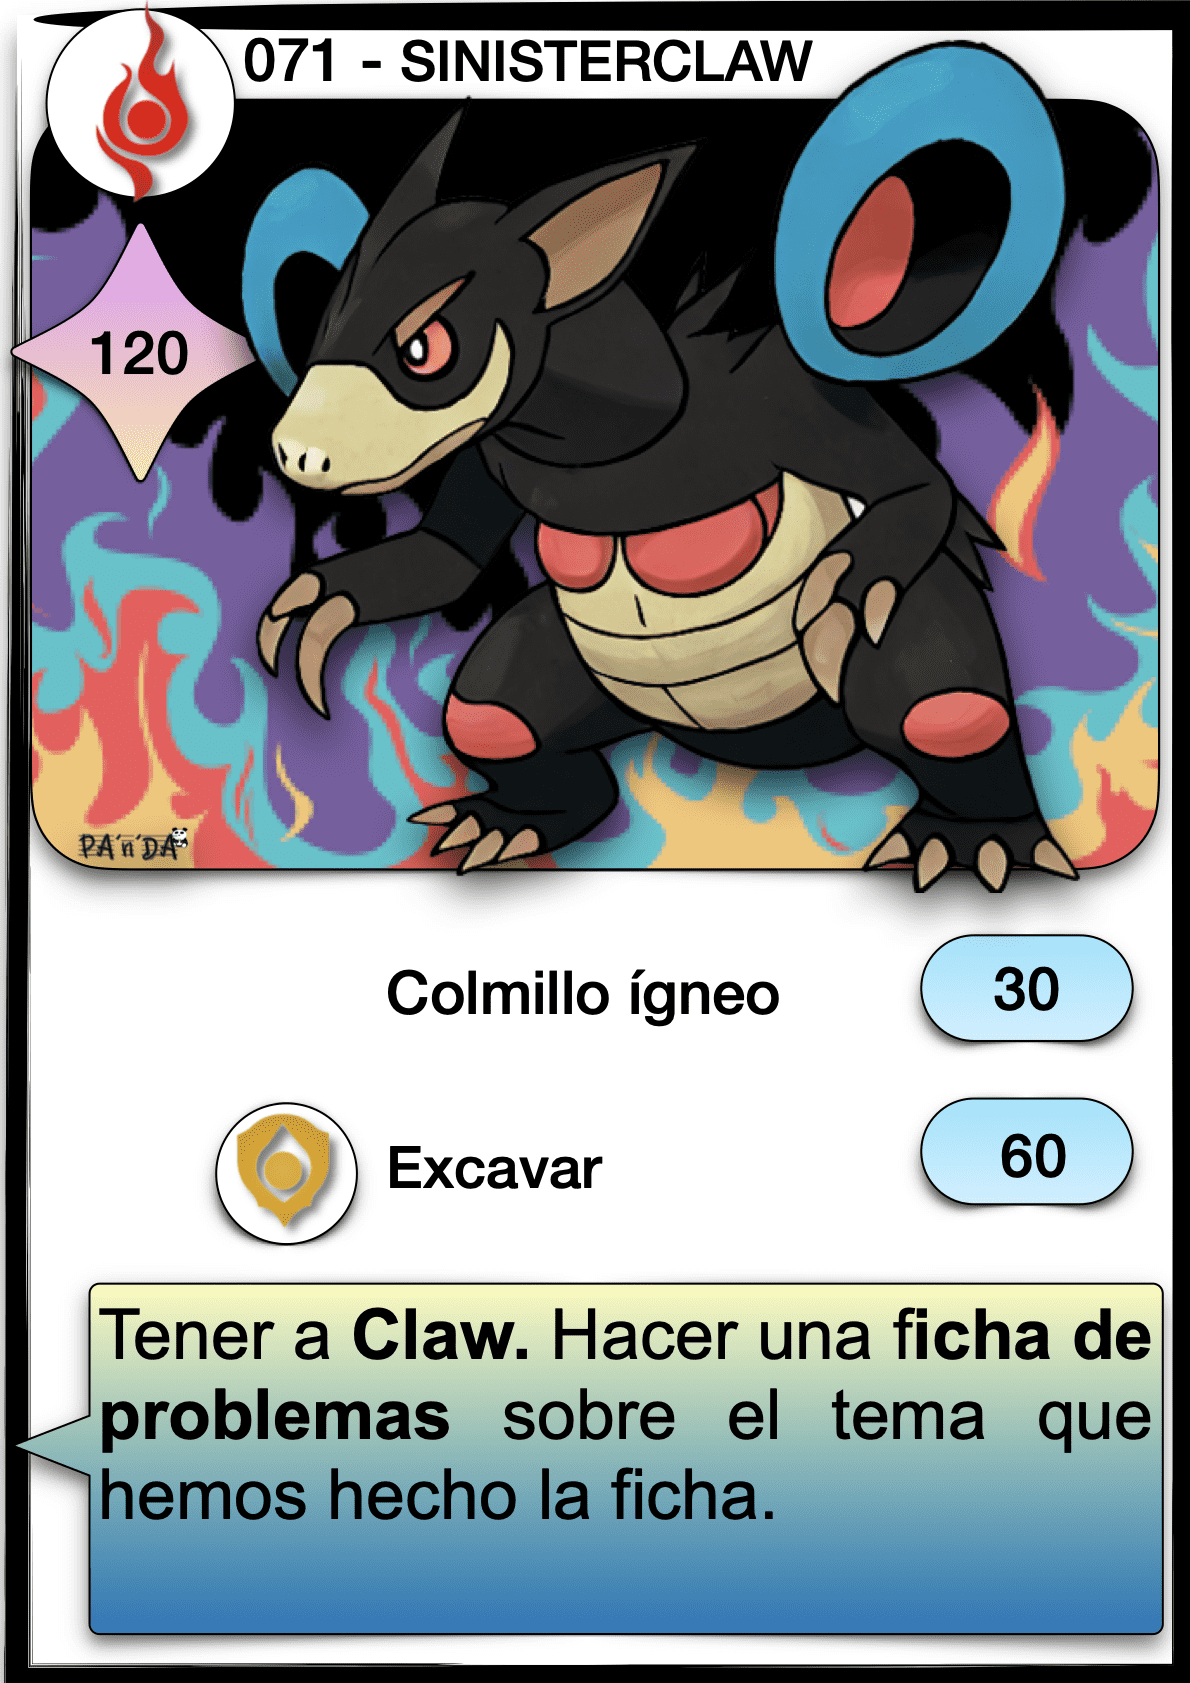 071 - SINISTERCLAW
120
PA'n'DA
Colmillo ígneo
30
Excavar
60
Tener a Claw. Hacer una ficha de
problemas sobre el tema que
hemos hecho la ficha.